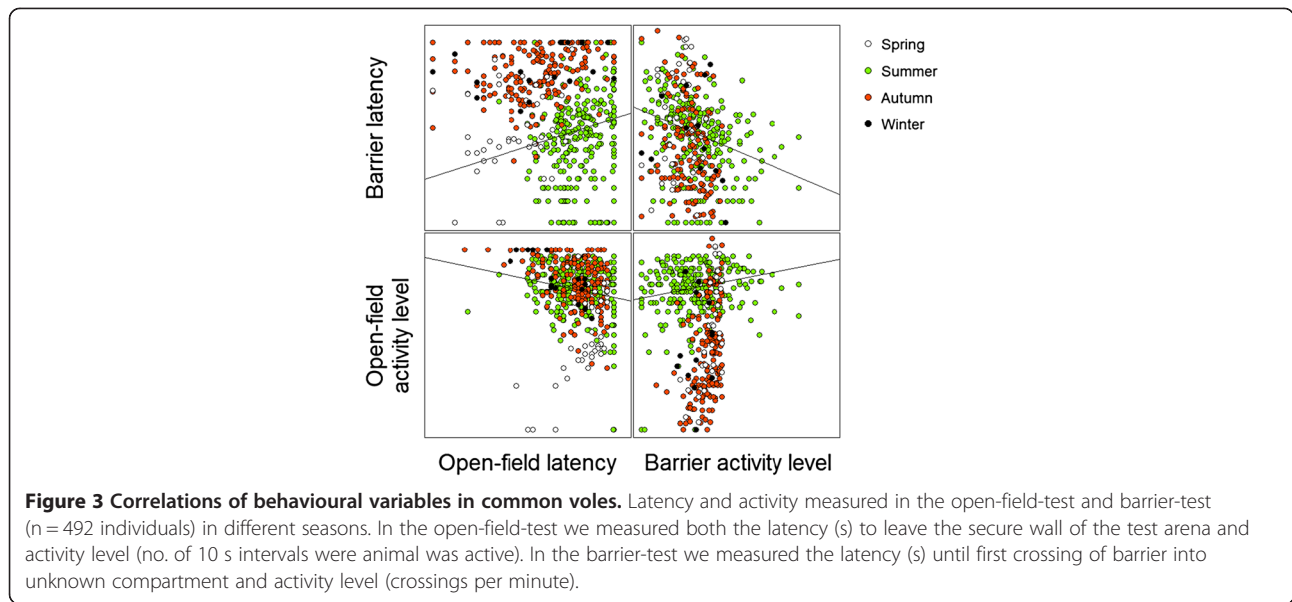 Spring
Summer
Autumn
Winter
Barrier latency
Open-field
activity level
Open-field latency
Barrier activity level
Figure 3 Correlations of behavioural variables in common voles. Latency and activity measured in the open-field-test and barrier-test
(n = 492 individuals) in different seasons. In the open-field-test we measured both the latency (s) to leave the secure wall of the test arena and
activity level (no. of 10 s intervals were animal was active). In the barrier-test we measured the latency (s) until first crossing of barrier into
unknown compartment and activity level (crossings per minute).